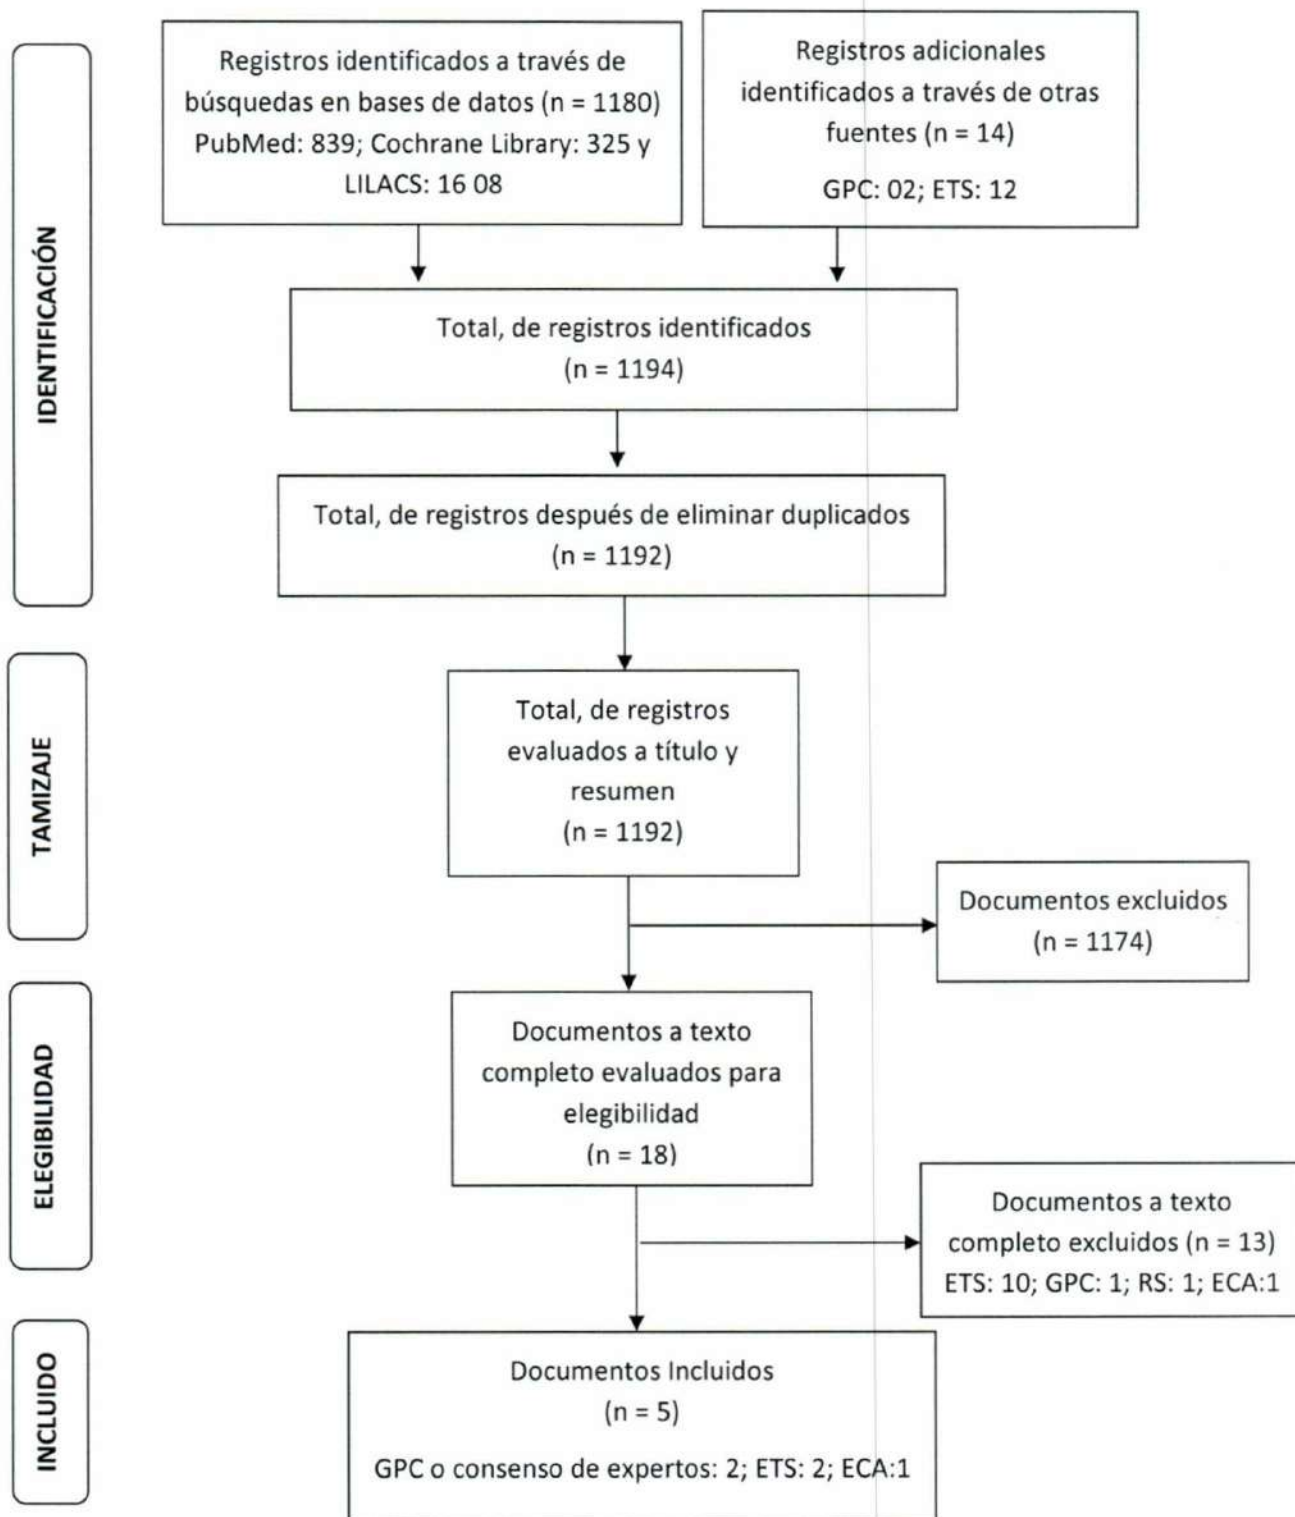 IDENTIFICACIÓN
Registros identificados a través de
búsquedas en bases de datos (n = 1180)
PubMed: 839; Cochrane Library: 325 y
LILACS: 16 08
Registros adicionales
identificados a través de otras
fuentes (n = 14)
GPC: 02; ETS: 12
Total, de registros identificados
(n = 1194)
Total, de registros después de eliminar duplicados
(n = 1192)
TAMIZAJE
Total, de registros
evaluados a título y
resumen
(n = 1192)
Documentos excluidos
(n = 1174)
ELEGIBILIDAD
Documentos a texto
completo evaluados para
elegibilidad
(n = 18)
Documentos a texto
completo excluidos (n = 13)
ETS: 10; GPC: 1; RS: 1; ECA:1
INCLUIDO
Documentos Incluidos
(n = 5)
GPC o consenso de expertos: 2; ETS: 2; ECA:1